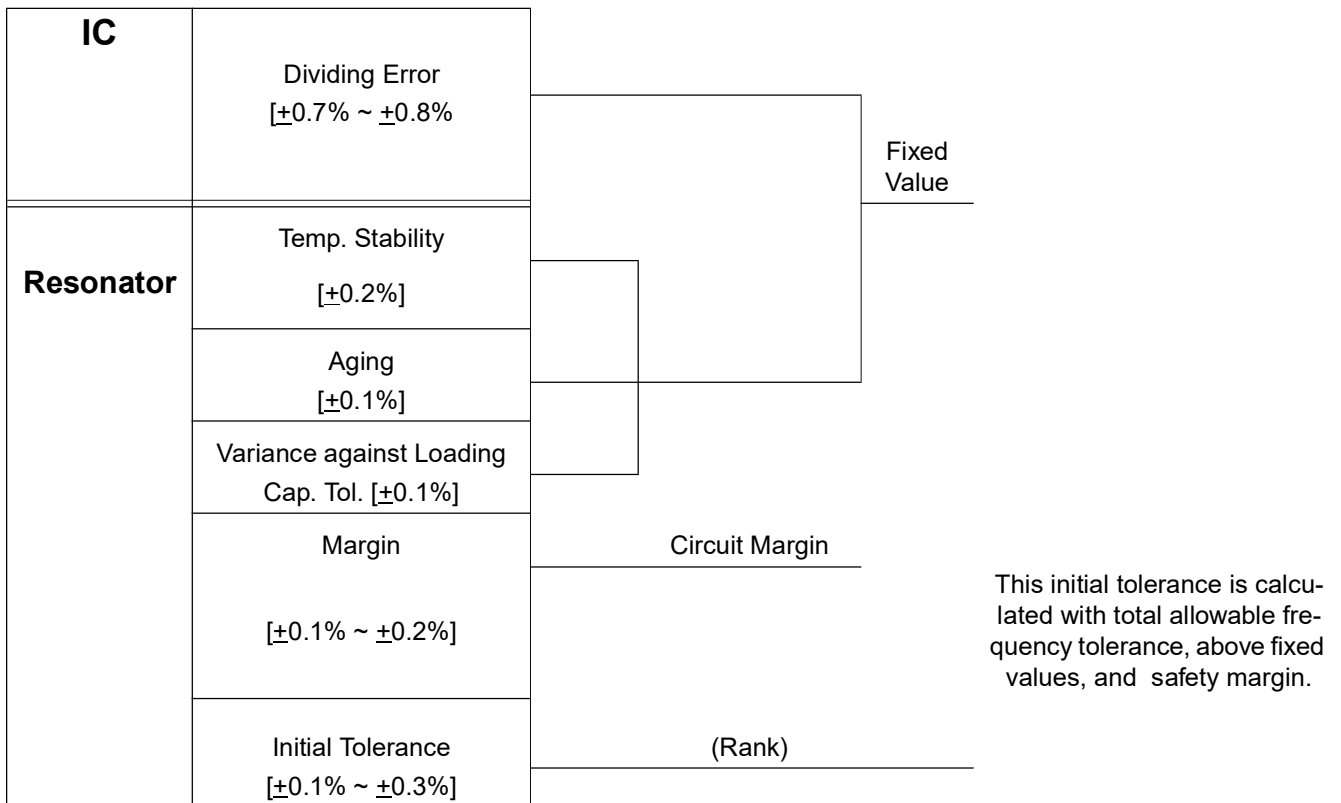 IC
Dividing Error
[±0.7% ~ ±0.8%
Fixed
Value
Temp. Stability
Resonator
[±0.2%]
Aging
[±0.1%]
Variance against Loading
Cap. Tol. [±0.1%]
Margin
Circuit Margin
[±0.1% ~ ±0.2%]
This initial tolerance is calcu-
lated with total allowable fre-
quency tolerance, above fixed
values, and safety margin.
Initial Tolerance
(Rank)
[±0.1% ~ ±0.3%]